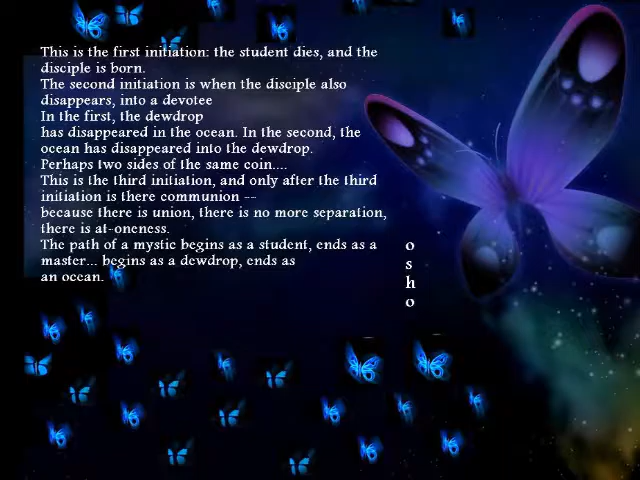 This is the first initiation: the student dies, and the
disciple is born.
The second initiation is when the disciple also
disappears, into a devotee
In the first, the dewdrop
has disappeared in the ocean. In the second, the
ocean has disappeared into the dewdrop.
Perhaps two sides of the same coin....
This is the third initiation, and only after the third
initiation is there communion --
because there is union, there is no more separation,
there is at-oneness.
The path of a mystic begins as a student, ends as a
master... begins as a dewdrop, ends as
an ocean.
o
s
h
o